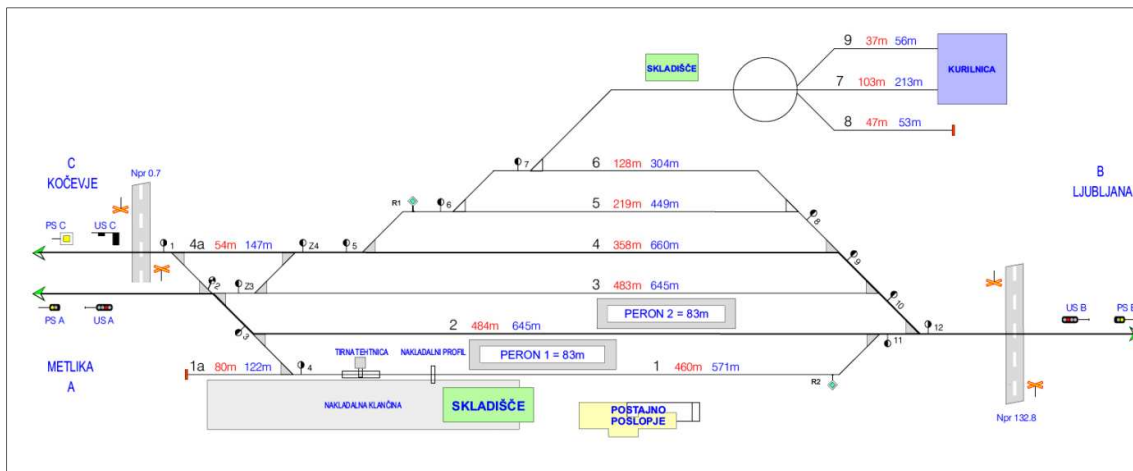 9 37m 56m
SKLADIŠČE
KURILNICA
7 103m 213m
8 47m 53m
C
KOČEVJE
Npr 0.7
7
6 128m 304m
B
LJUBLJANA
R1
6
5 219m 449m
8
PS C
US C
1
4a 54m 147m
Z4
5
4 358m 660m
9
2
Z3
3 483m 645m
10
PS A
US A
3
2 484m 645m
PERON 2 = 83m
12
US B
PS B
11
METLIKA
A
1a 80m 122m
4
TIRNA TEHTNICA
NAKLADALNI PROFIL
PERON 1 = 83m
1 460m 571m
R2
NAKLADALNA KLANČINA
SKLADIŠČE
POSTAJNO
POSLOPJE
Npr 132.8